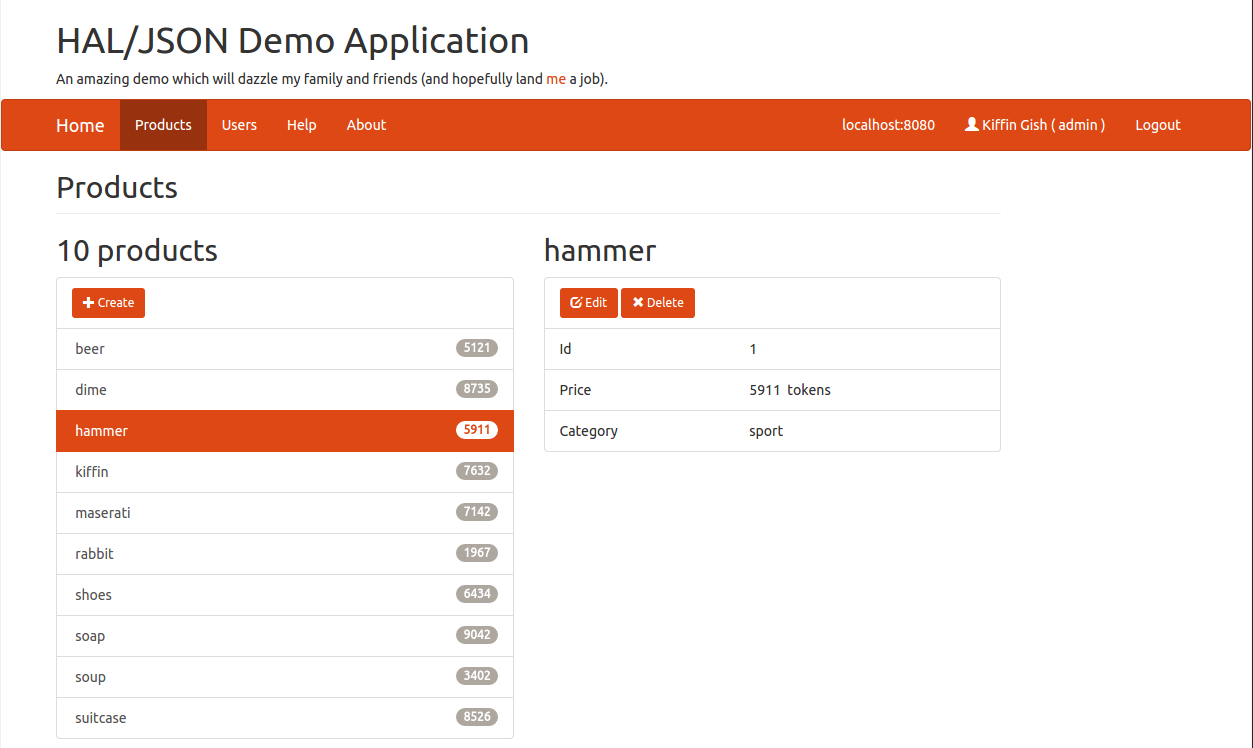 HAL/JSON Demo Application
An amazing demo which will dazzle my family and friends (and hopefully land me a job).
Home Products Users Help About localhost:8080 Kiffin Gish ( admin ) Logout
Products
10 products
Create
beer 5121
dime 8735
hammer 5911
kiffin 7632
maserati 7142
rabbit 1967
shoes 6434
soap 9042
soup 3402
suitcase 8526
hammer
Edit Delete
Id 1
Price 5911 tokens
Category sport